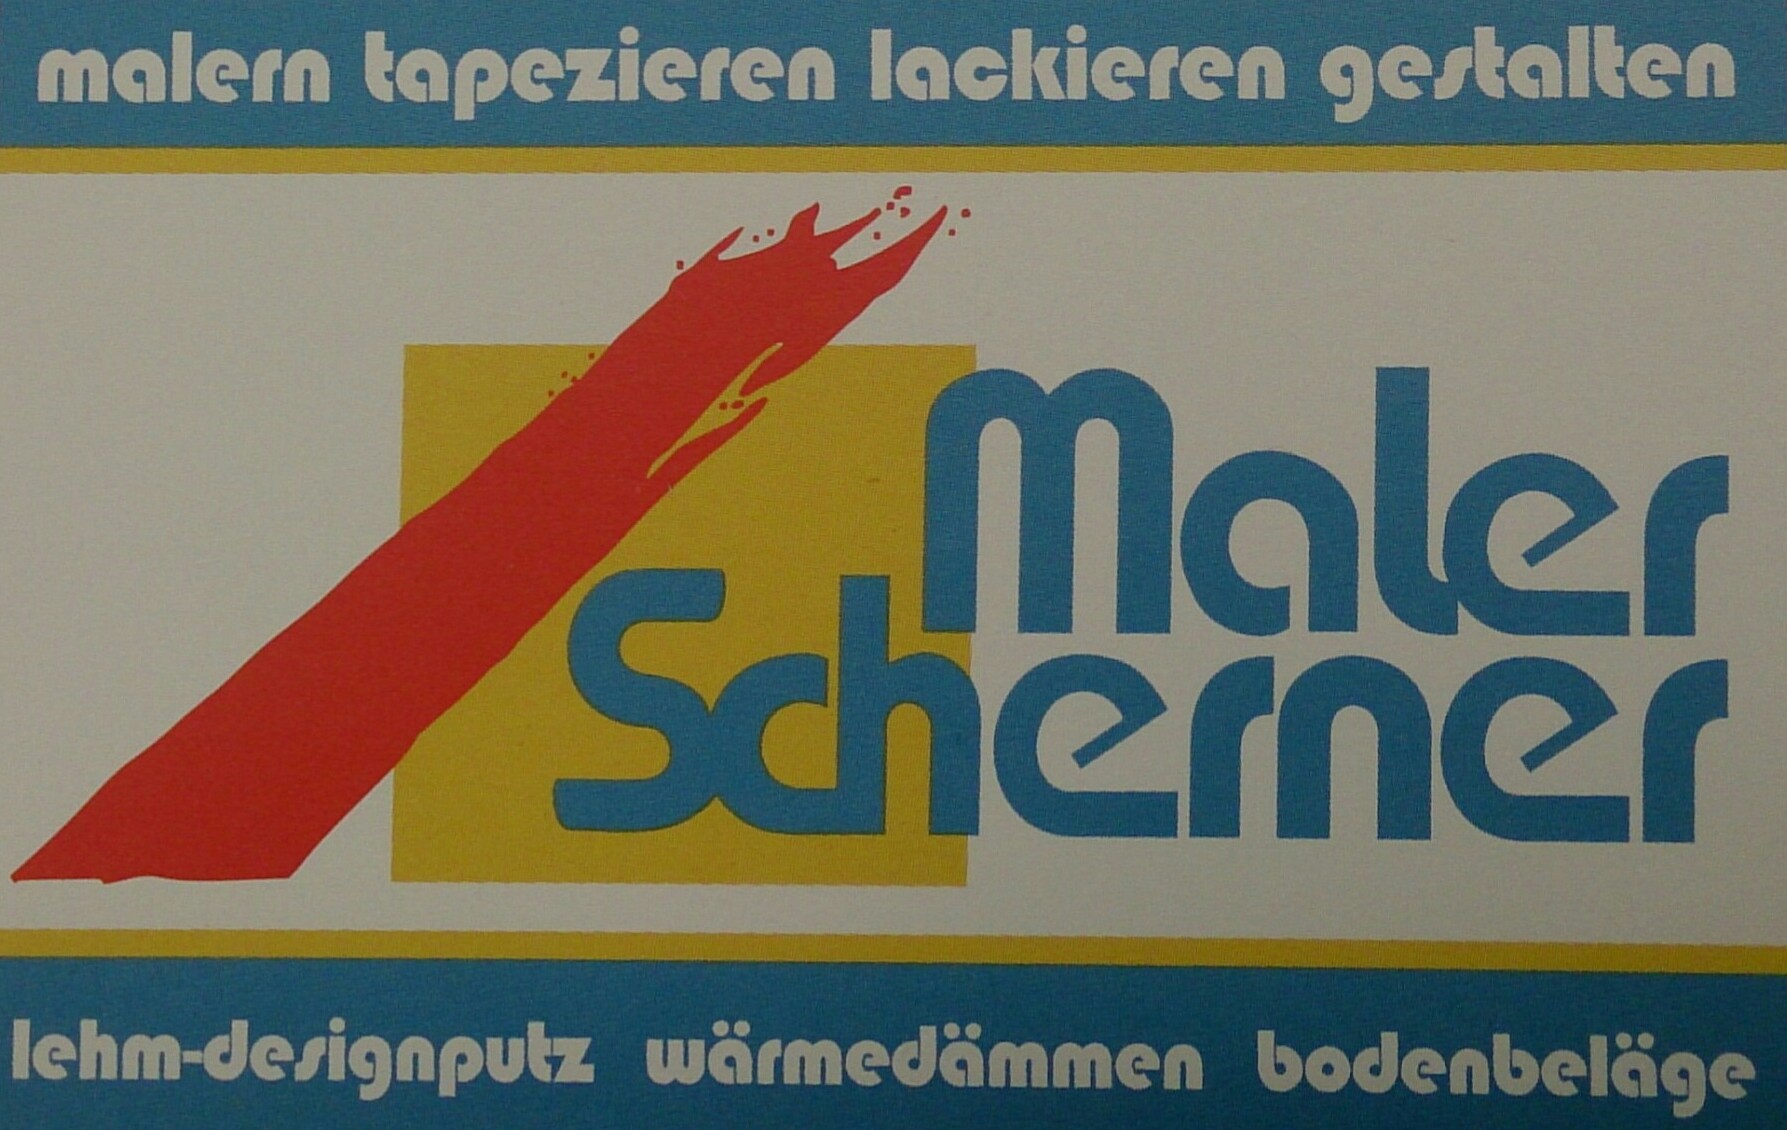 malern tapezieren lackieren gestalten
Maler
Scherner
lehm-designputz wärmedämmen bodenbeläge